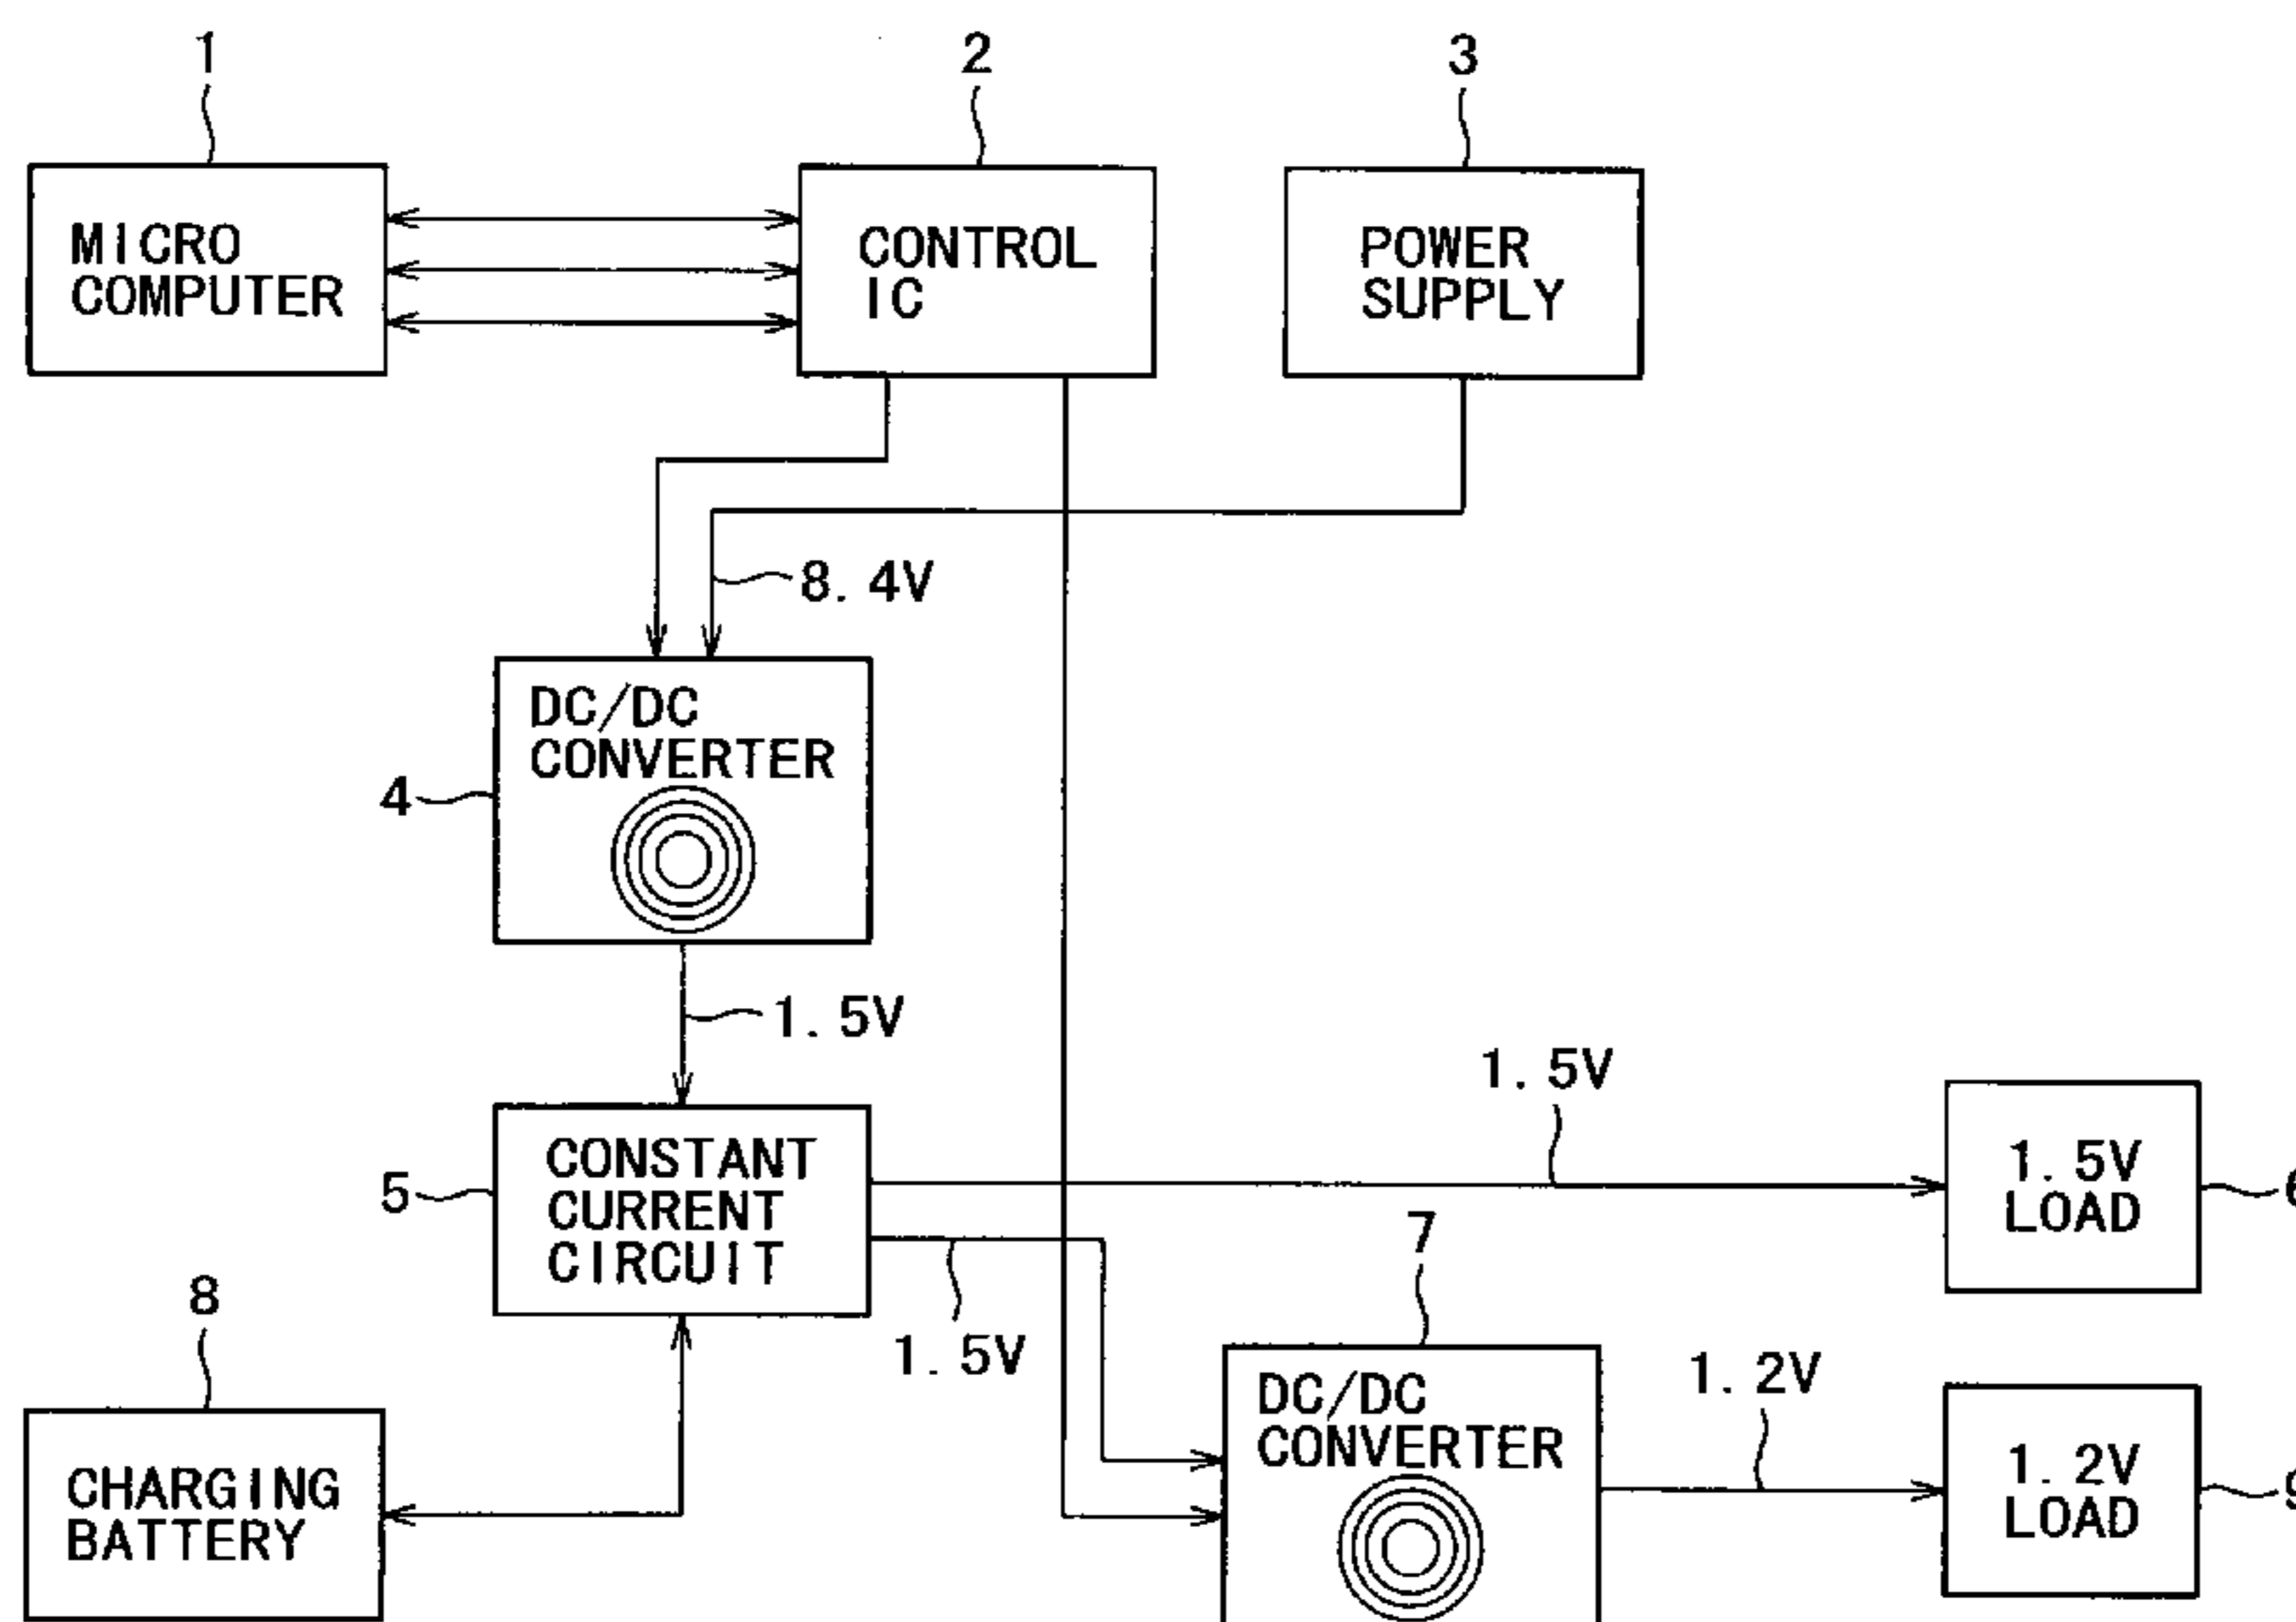 1
2
3
MICRO
COMPUTER
CONTROL
IC
POWER
SUPPLY
8.4V
DC/DC
CONVERTER
4
1.5V
1.5V
CONSTANT
CURRENT
CIRCUIT
5
1.5V
LOAD
6
7
8
1.5V
DC/DC
CONVERTER
1.2V
CHARGING
BATTERY
1.2V
LOAD
9